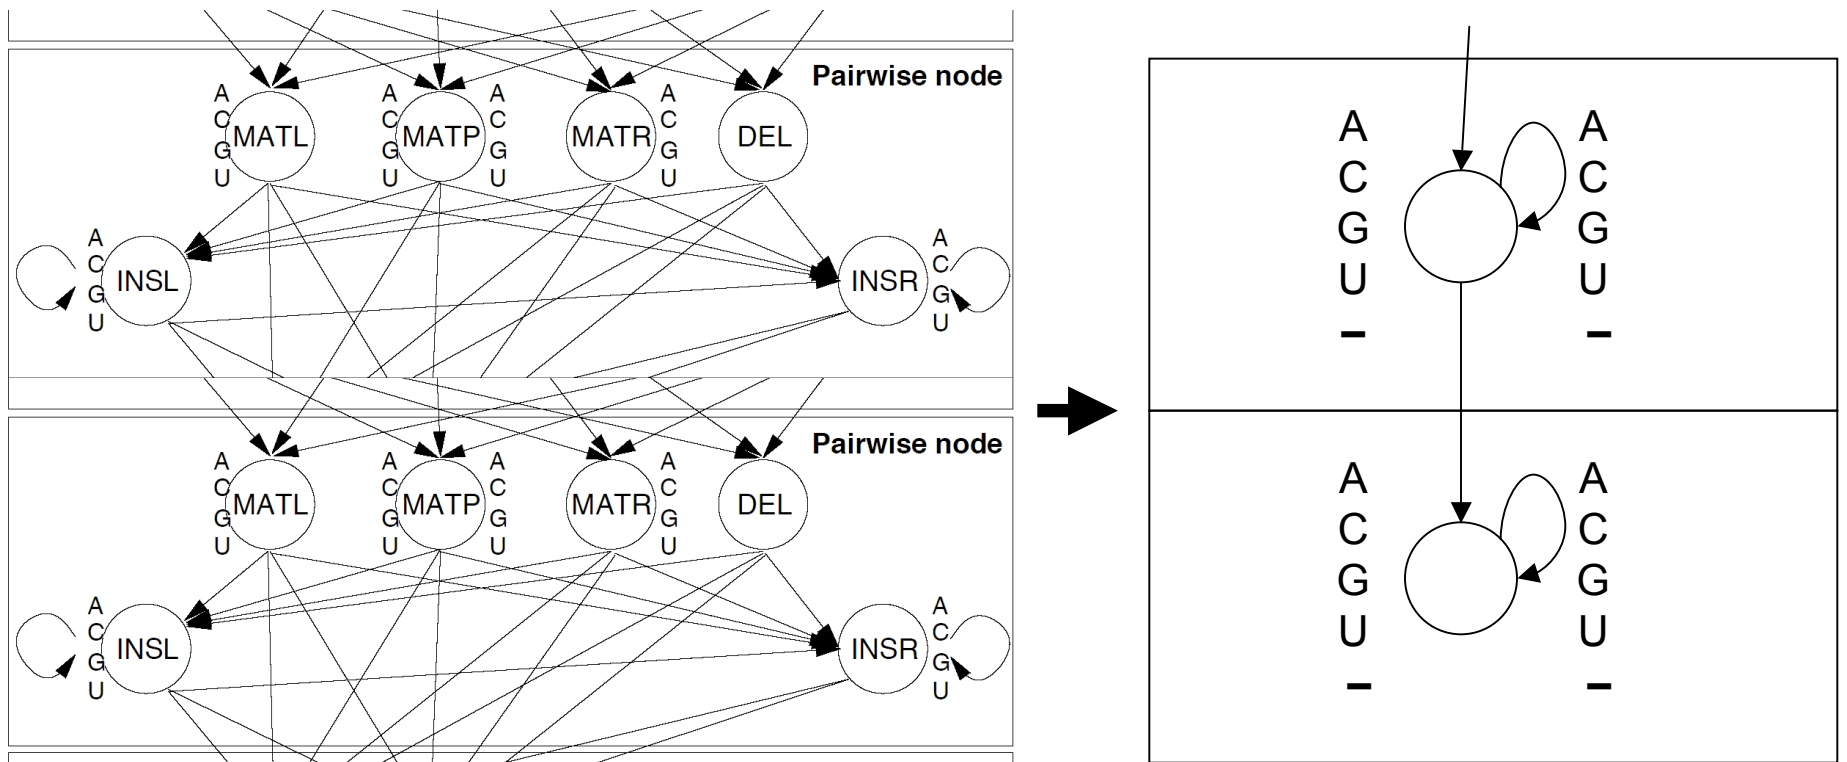 Pairwise node
A A A A
C C C C
MATL MATP MATR DEL
G G G G
U U U U
A A
C C
INSL INSR
G G
U U
Pairwise node
A A A A
C C C C
MATL MATP MATR DEL
G G G G
U U U U
A A
C C
INSL INSR
G G
U U
A A
C C
G G
U U
– –
A A
C C
G G
U U
– –